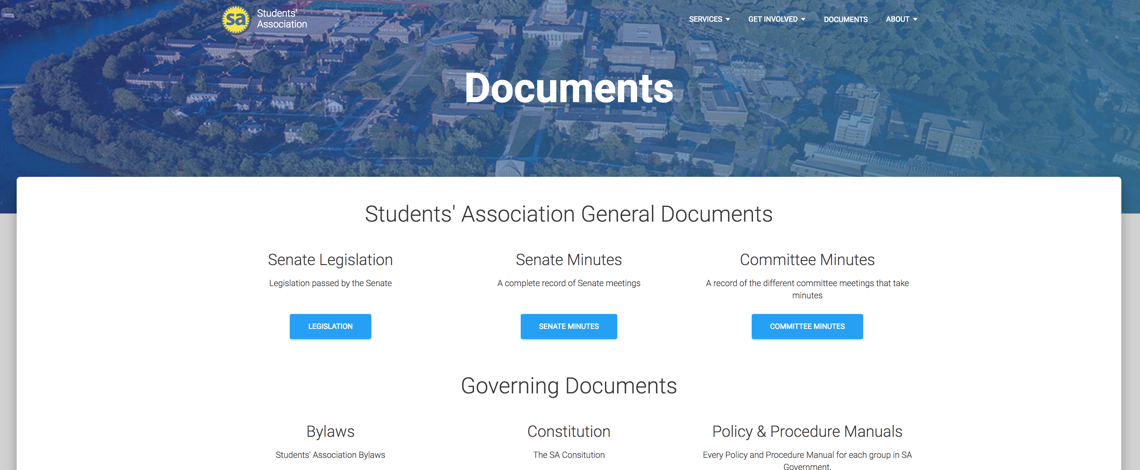 sa
Students'
Association
SERVICES
GET INVOLVED
DOCUMENTS
ABOUT
Documents
Students' Association General Documents
Senate Legislation
Legislation passed by the Senate
LEGISLATION
Senate Minutes
A complete record of Senate meetings
SENATE MINUTES
Committee Minutes
A record of the different committee meetings that take
minutes
COMMITTEE MINUTES
Governing Documents
Bylaws
Students' Association Bylaws
Constitution
The SA Consitution
Policy & Procedure Manuals
Every Policy and Procedure Manual for each group in SA
Government.